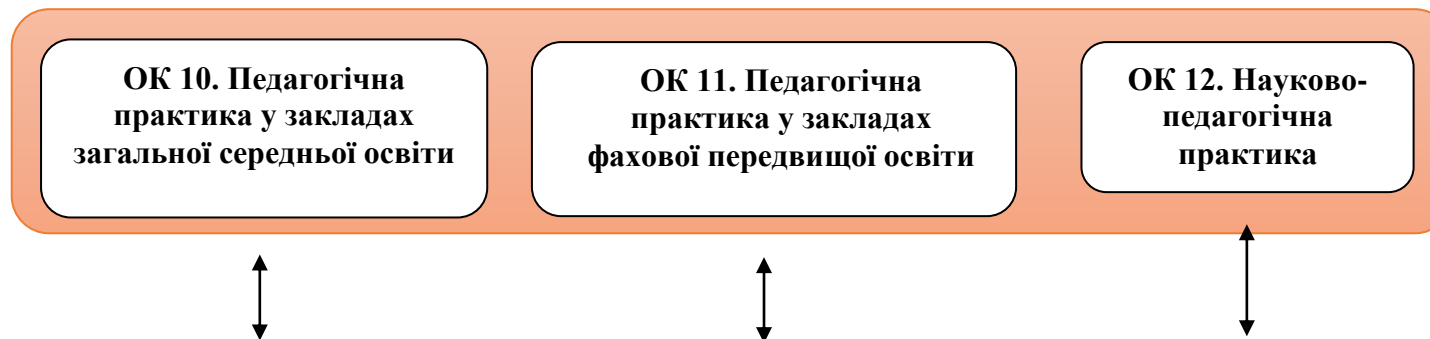 ОК 10. Педагогічна
практика у закладах
загальної середньої освіти
ОК 11. Педагогічна
практика у закладах
фахової передвищої освіти
ОК 12. Науково-
педагогічна
практика